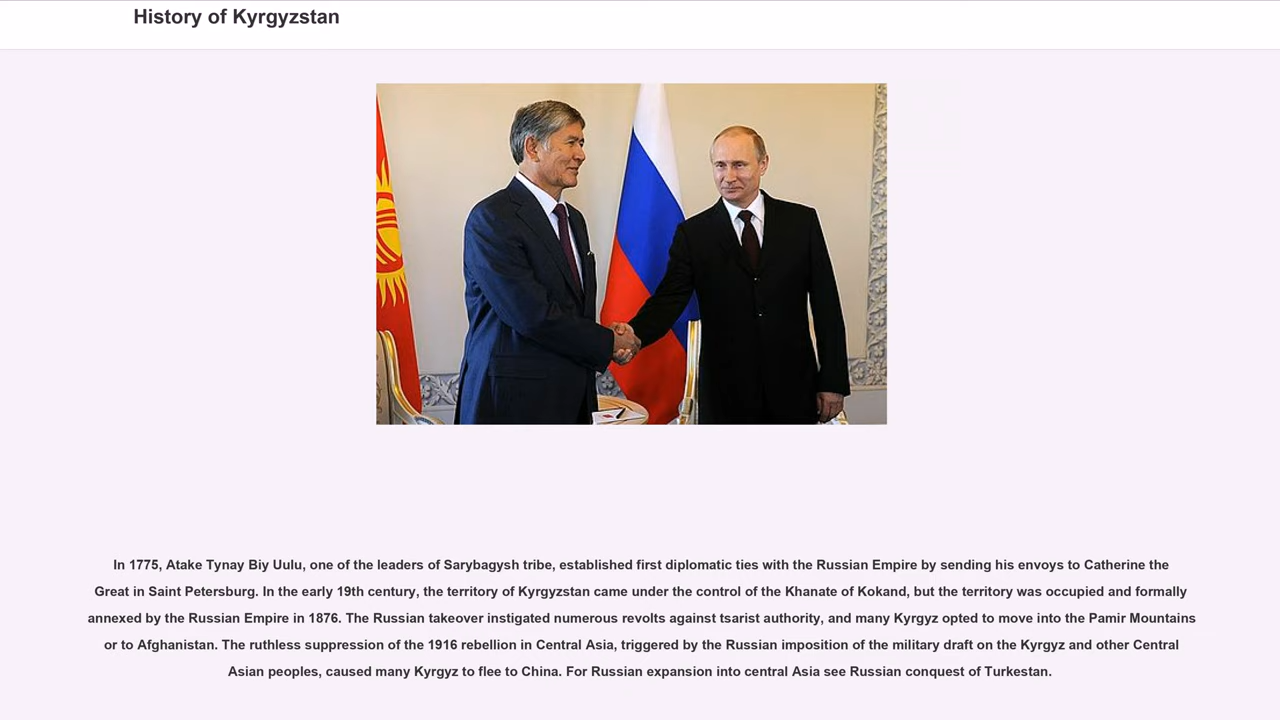 History of Kyrgyzstan
In 1775, Atake Tynay Biy Uulu, one of the leaders of Sarybagysh tribe, established first diplomatic ties with the Russian Empire by sending his envoys to Catherine the
Great in Saint Petersburg. In the early 19th century, the territory of Kyrgyzstan came under the control of the Khanate of Kokand, but the territory was occupied and formally
annexed by the Russian Empire in 1876. The Russian takeover instigated numerous revolts against tsarist authority, and many Kyrgyz opted to move into the Pamir Mountains
or to Afghanistan. The ruthless suppression of the 1916 rebellion in Central Asia, triggered by the Russian imposition of the military draft on the Kyrgyz and other Central
Asian peoples, caused many Kyrgyz to flee to China. For Russian expansion into central Asia see Russian conquest of Turkestan.